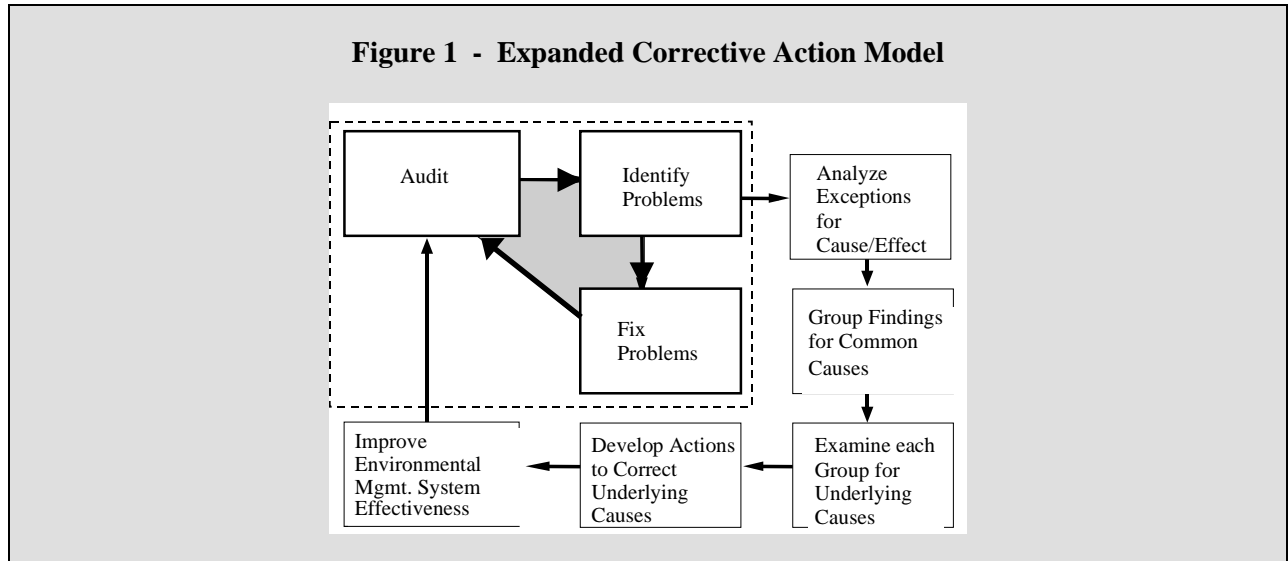 Figure 1 - Expanded Corrective Action Model
Audit
Identify
Problems
Analyze
Exceptions
for
Cause/Effect
Fix
Problems
Group Findings
for Common
Causes
Improve
Environmental
Mgmt. System
Effectiveness
Develop Actions
to Correct
Underlying
Causes
Examine each
Group for
Underlying
Causes